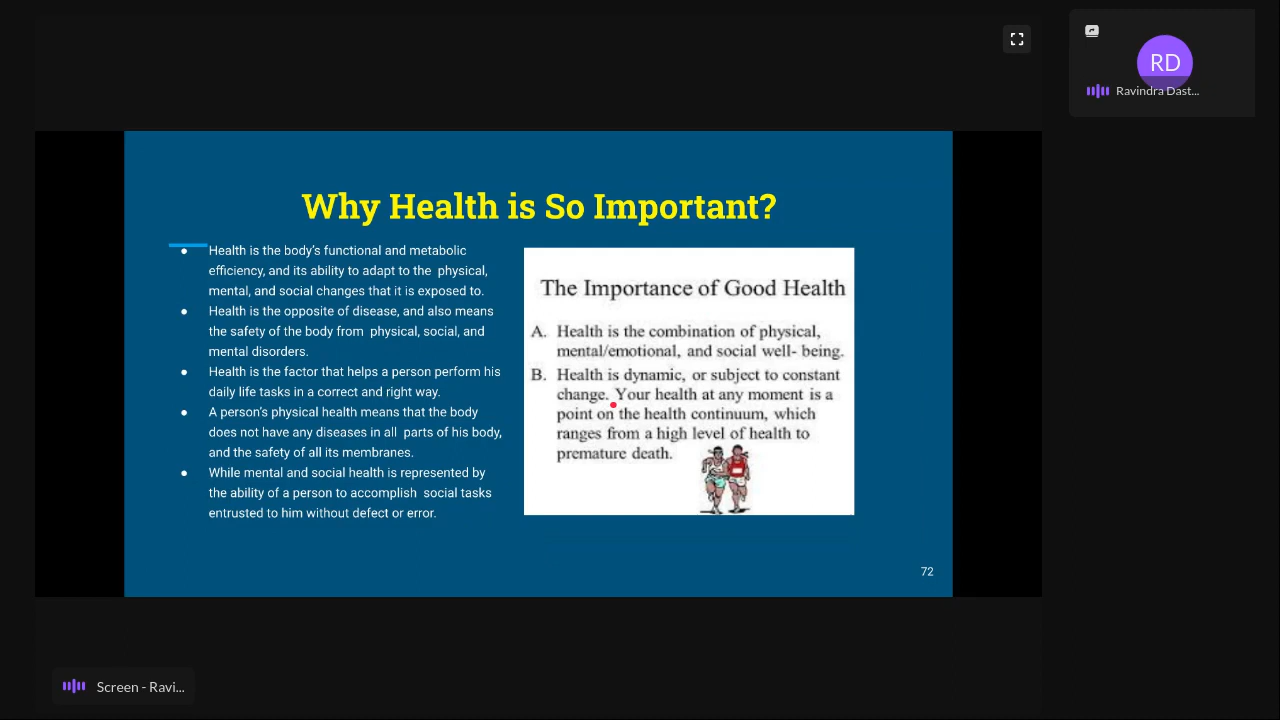 RD
Ravindra Dast...
Why Health is So Important?
● Health is the body's functional and metabolic
efficiency, and its ability to adapt to the physical,
mental, and social changes that it is exposed to.
● Health is the opposite of disease, and also means
the safety of the body from physical, social, and
mental disorders.
● Health is the factor that helps a person perform his
daily life tasks in a correct and right way.
● A person's physical health means that the body
does not have any diseases in all parts of his body,
and the safety of all its membranes.
● While mental and social health is represented by
the ability of a person to accomplish social tasks
entrusted to him without defect or error.
The Importance of Good Health
A. Health is the combination of physical,
mental/emotional, and social well- being.
B. Health is dynamic, or subject to constant
change. Your health at any moment is a
point on the health continuum, which
ranges from a high level of health to
premature death.
72
Screen - Ravi...